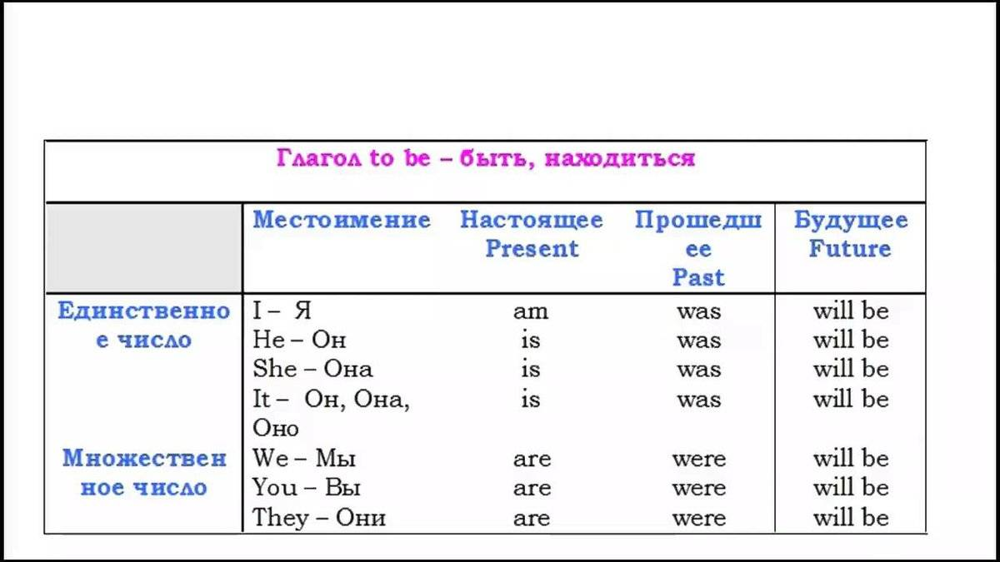 Глагол to be – быть, находиться
Местоимение Настоящее Прошедш Будущее
Present ее Future
Past
Единственно I – Я am was will be
е число He – Он is was will be
She – Она is was will be
It – Он, Она, is was will be
Оно
Множествен We – Мы are were will be
ное число You – Вы are were will be
They – Они are were will be